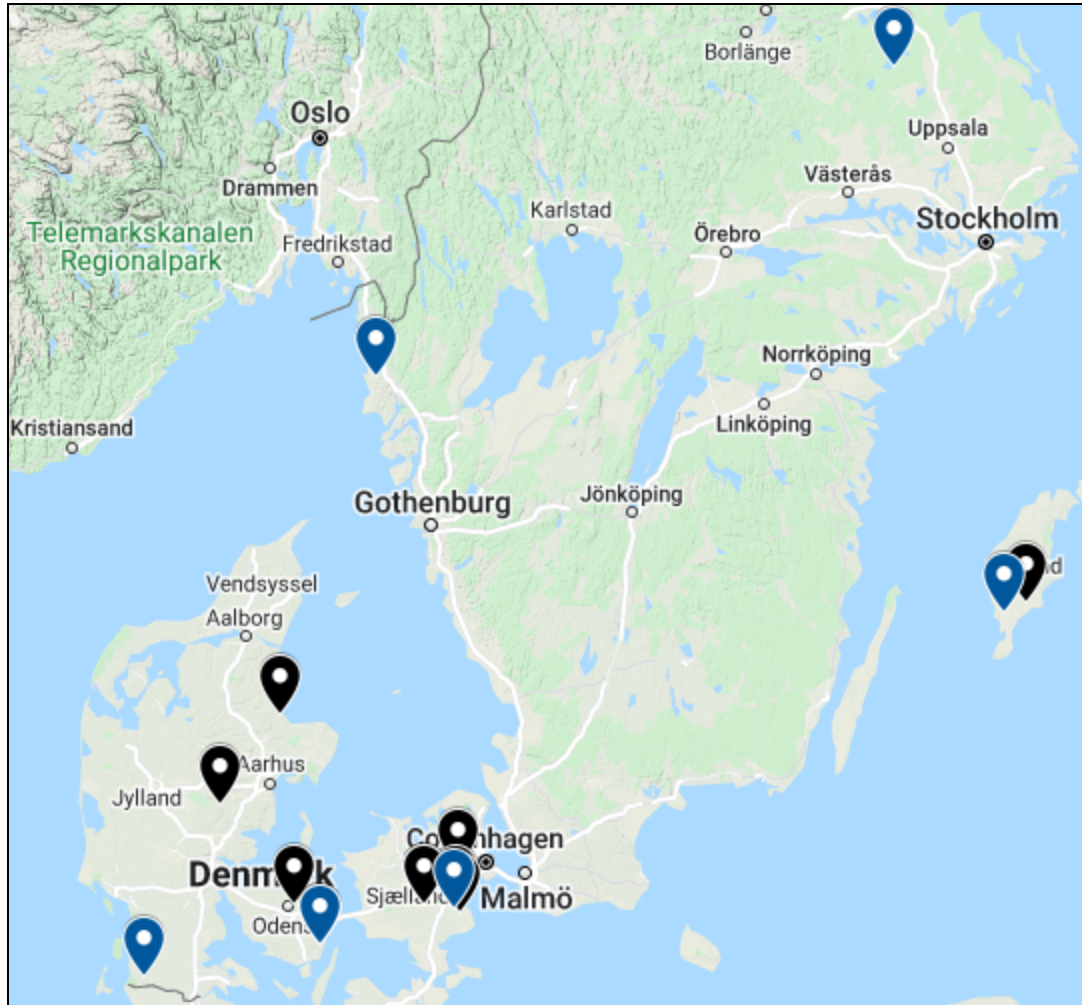 Borlänge
Oslo
Uppsala
Drammen
Västerås
Karlstad
Stockholm
Telemarkskanalen
Regionalpark
Örebro
Fredrikstad
Norrköping
Linköping
Kristiansand
Jönköping
Gothenburg
Vendsyssel
Aalborg
Aarhus
Jylland
Malmö